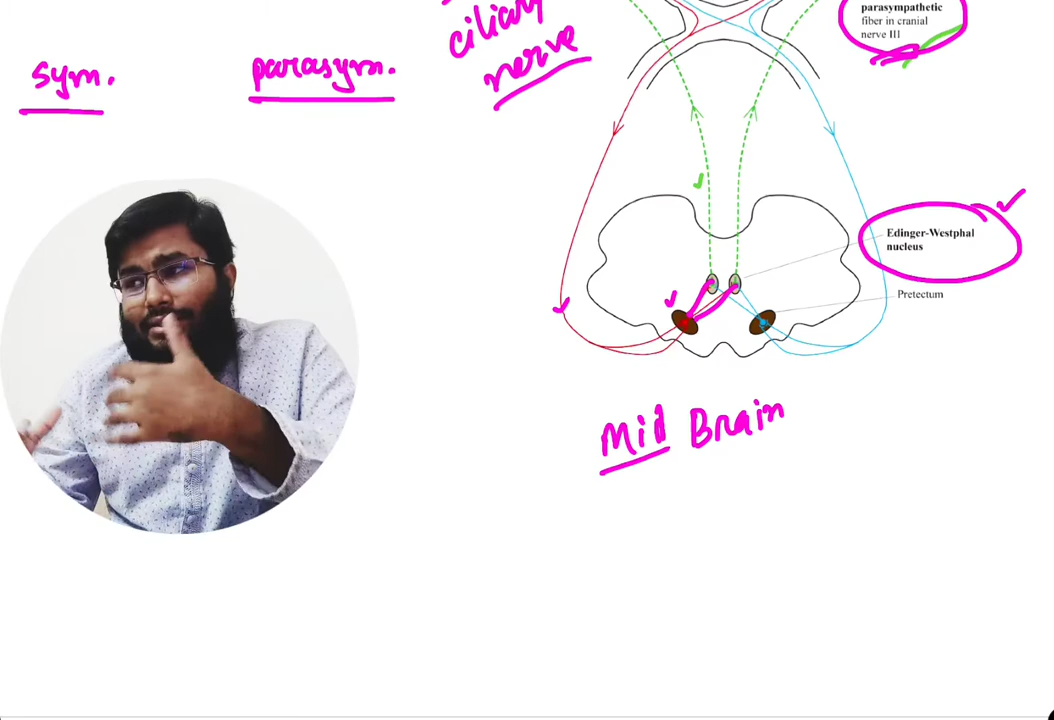 sym.
parasym.
ciliary
nerve
parasympathetic
fiber in cranial
nerve III
Edinger-Westphal
nucleus
Pretectum
Mid Brain